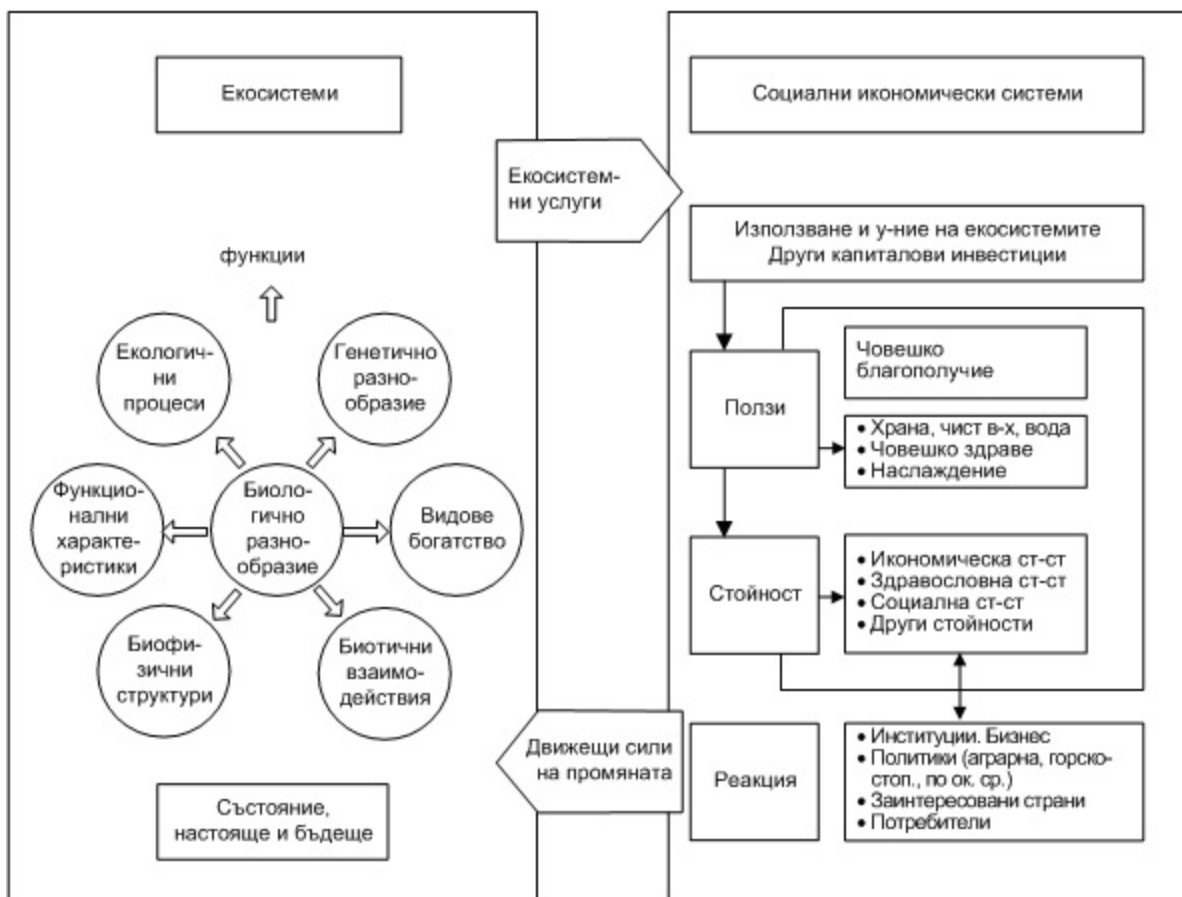 Екосистеми
Екосистем-
ни услуги
функции
Екологич-
ни
процеси
Генетично
разно-
образие
Функцио-
нални
характе-
ристики
Биоло-
гично
разно-
образие
Видове
богатство
Биофи-
зични
структури
Биотични
взаимо-
действия
Състояние,
настояще и бъдеще
Социални икономически системи
Използване и у-ние на екосистемите
Други капиталови инвестиции
Ползи
Човешко
благополучие
• Храна, чист в-х, вода
• Човешко здраве
• Наслаждение
Стойност
• Икономическа ст-ст
• Здравословна ст-ст
• Социална ст-ст
• Други стойности
Движещи сили
на промяната
Реакция
• Институции. Бизнес
• Политики (аграрна, горско-
стоп., по ок. ср.)
• Заинтересовани страни
• Потребители